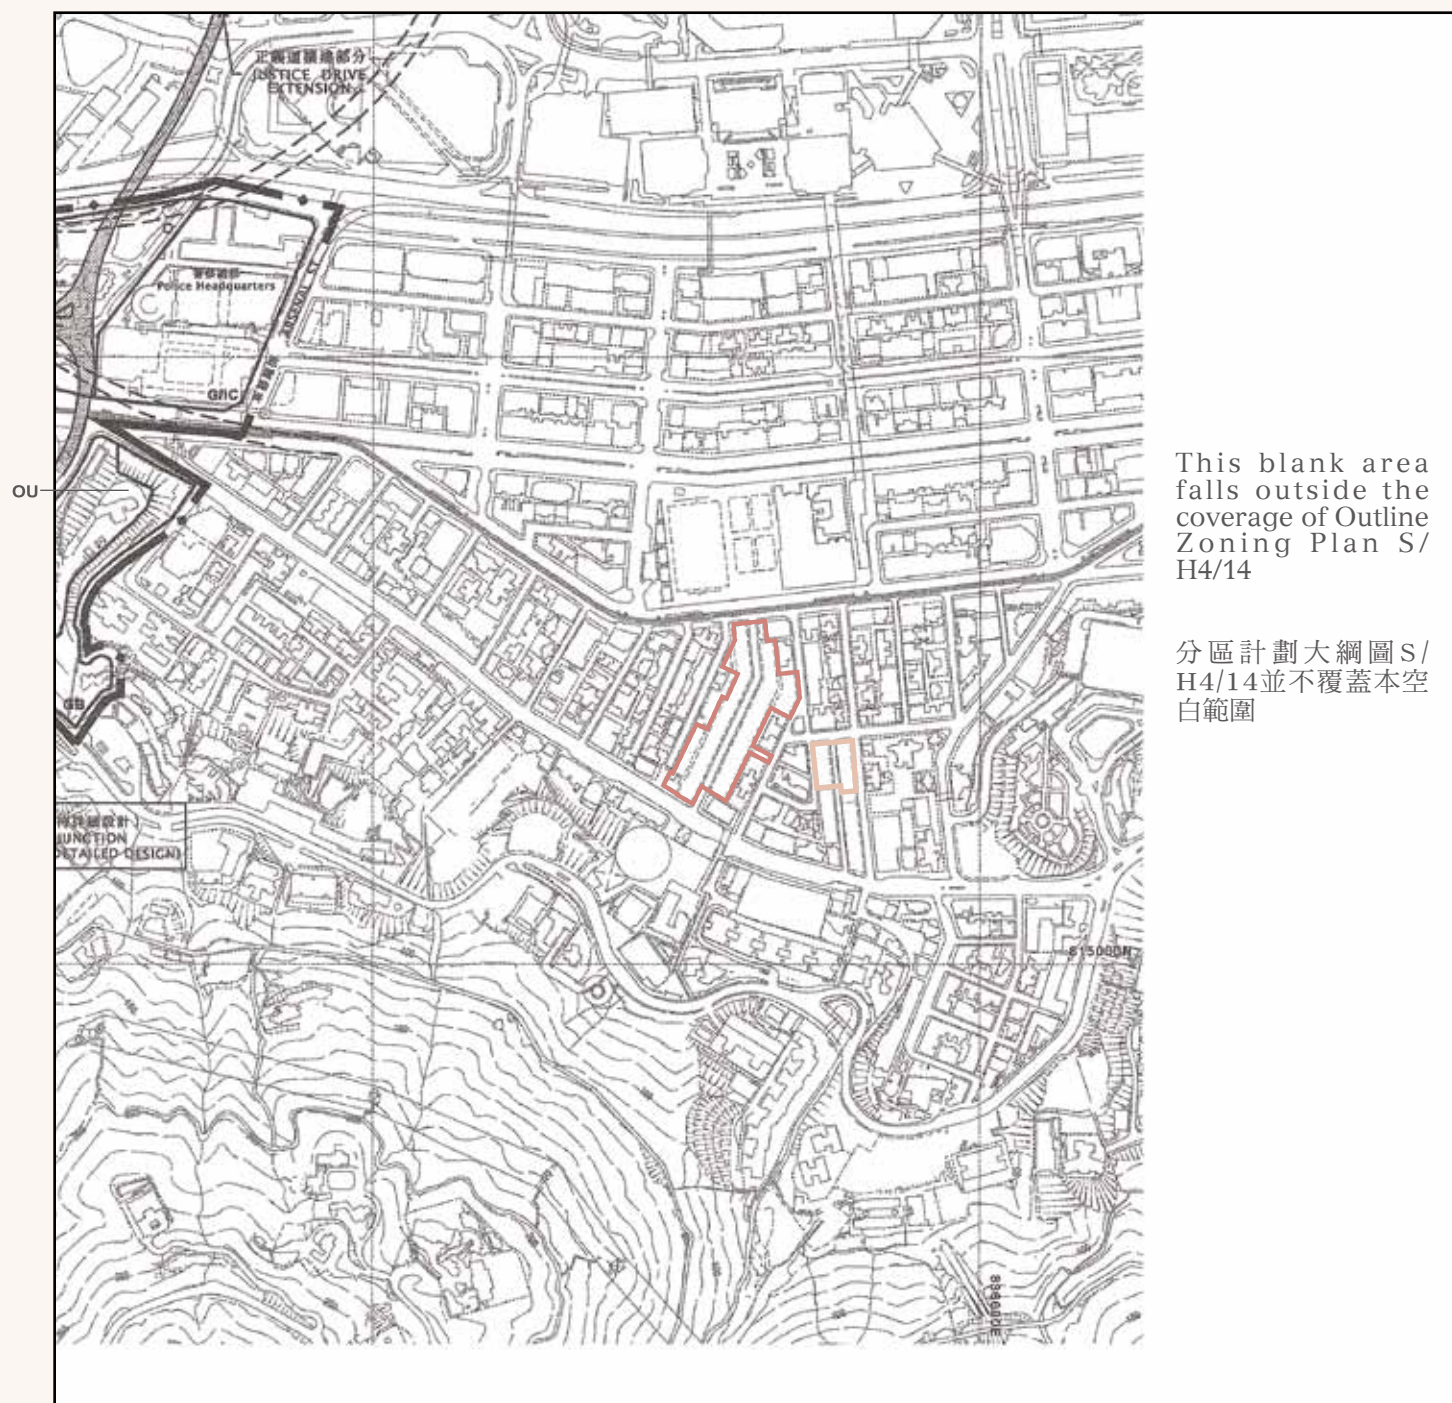 正義道擴建部分
JUSTICE DRIVE
EXTENSION
警察總部
Police Headquarters
G/IC
OU
GB
JUNCTION
DETAILED DESIGN)
815000N
836000E
This blank area
falls outside the
coverage of Outline
Zoning Plan S/
H4/14
分區計劃大綱圖S/
H4/14並不覆蓋本空
白範圍